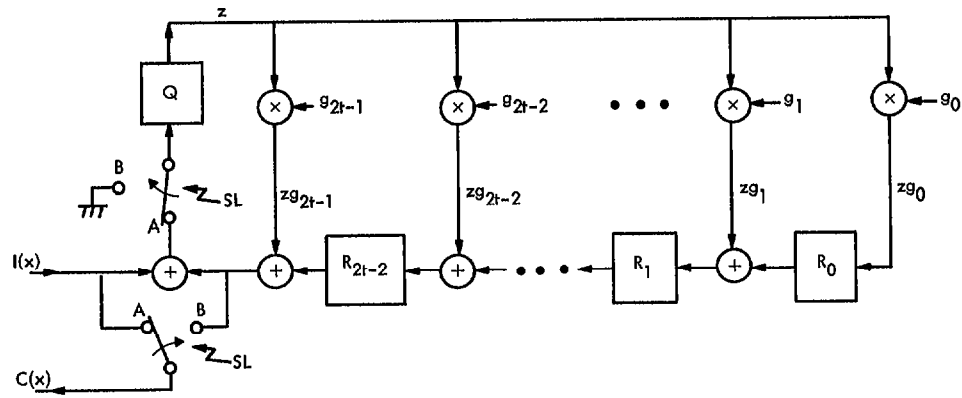 z
Q
× g₂ₜ₋₁
× g₂ₜ₋₂
• • •
× g₁
× g₀
B
SL
A
zg₂ₜ₋₁
zg₂ₜ₋₂
zg₁
zg₀
I(x)
+
+
R₂ₜ₋₂
+
• • •
R₁
+
R₀
A
B
SL
C(x)